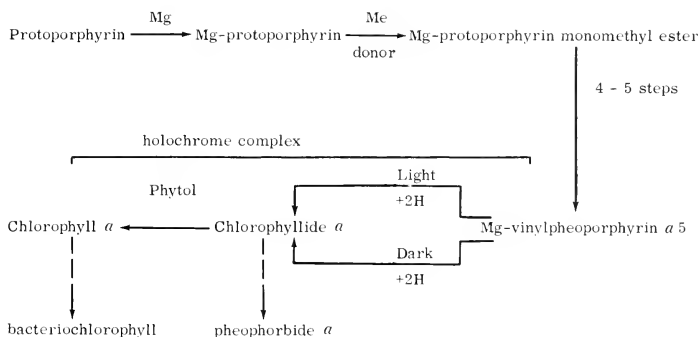 Mg Me
Protoporphyrin Mg-protoporphyrin Mg-protoporphyrin monomethyl ester
donor
4 - 5 steps
holochrome complex
Light
Phytol +2H
Chlorophyll a Chlorophyllide a Mg-vinylpheoporphyrin a 5
Dark
+2H
bacteriochlorophyll pheophorbide a